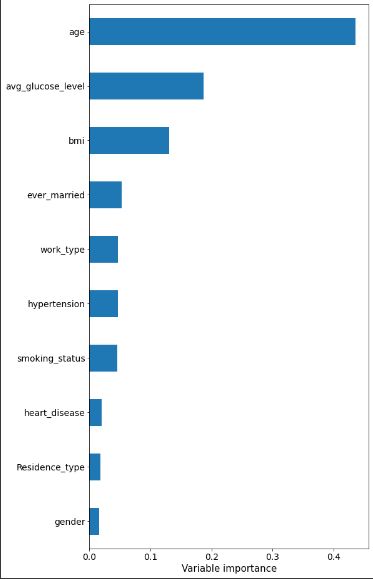 age
avg_glucose_level
bmi
ever_married
work_type
hypertension
smoking_status
heart_disease
Residence_type
gender
0.0 0.1 0.2 0.3 0.4
Variable importance